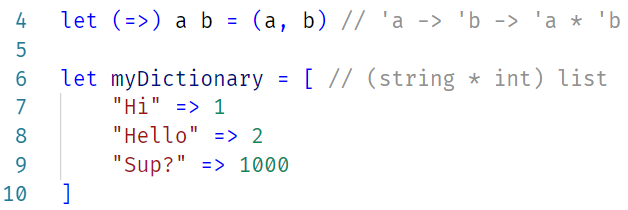 4 let (=>) a b = (a, b) // 'a -> 'b -> 'a * 'b
5
6 let myDictionary = [ // (string * int) list
7     "Hi" => 1
8     "Hello" => 2
9     "Sup?" => 1000
10 ]